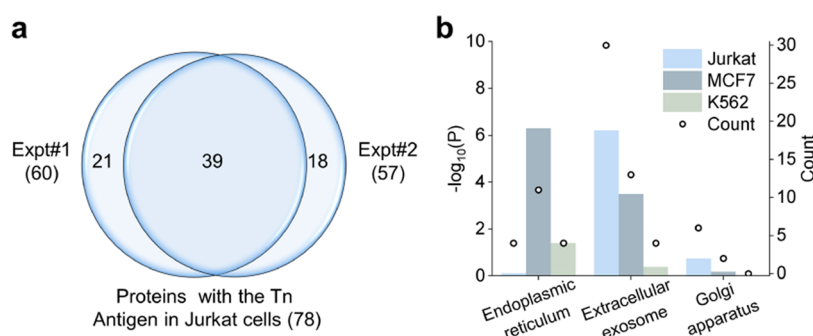 a
Expt#1
(60)
21
39
18
Expt#2
(57)
Proteins with the Tn
Antigen in Jurkat cells (78)
b
10
8
6
4
2
0
-log10(P)
30
25
20
15
10
5
0
Count
Jurkat
MCF7
K562
Count
Endoplasmic
reticulum
Extracellular
exosome
Golgi
apparatus